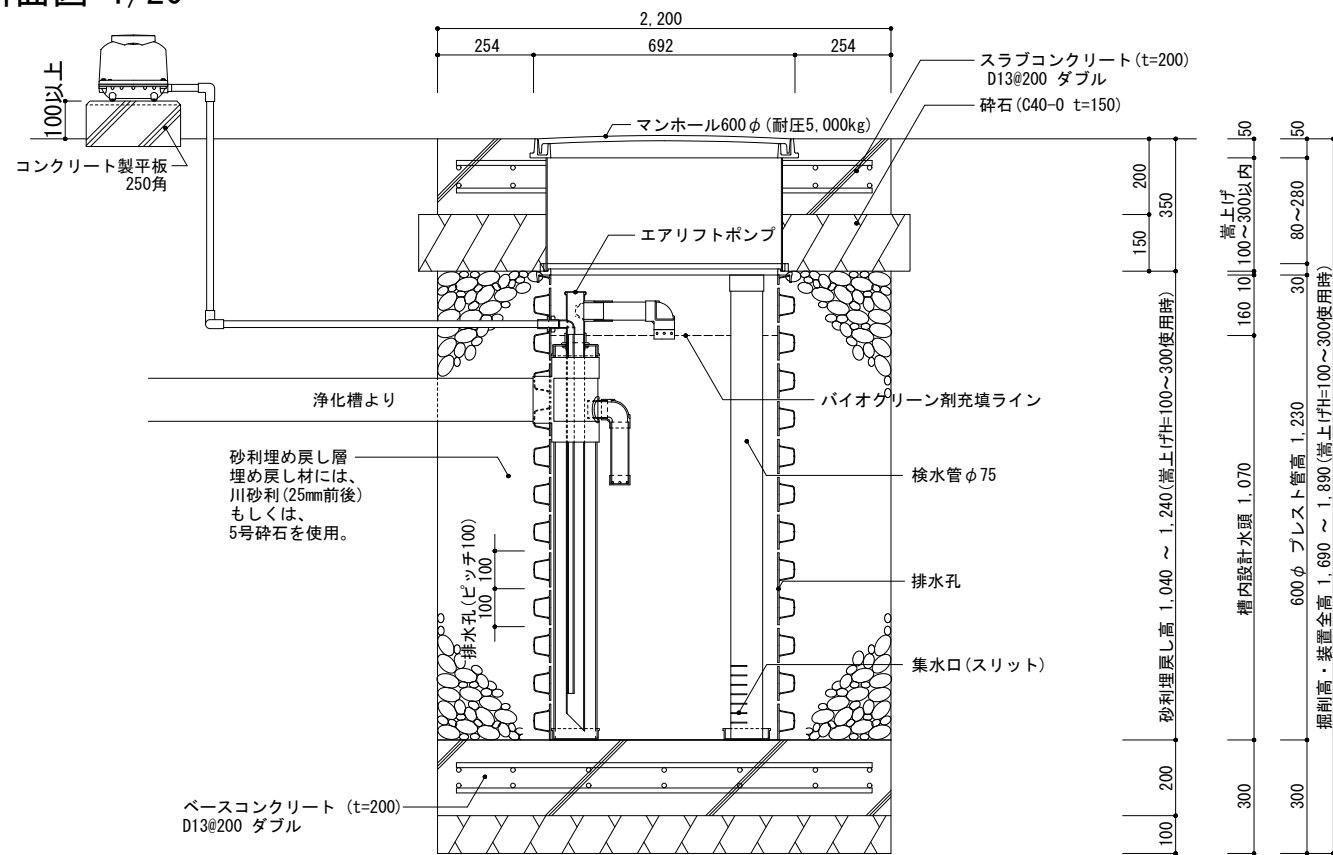 2,200
254
692
254
スラブコンクリート(t=200)
D13@200 ダブル
砕石(C40-0 t=150)
マンホール600φ(耐圧5,000kg)
100以上
コンクリート製平板
250角
エアリフトポンプ
浄化槽より
バイオクリーン剤充填ライン
砂利埋め戻し層
埋め戻し材には、
川砂利(25mm前後)
もしくは、
5号砕石を使用。
検水管φ75
排水孔(ピッチ100)
100 100
排水孔
集水口(スリット)
ベースコンクリート (t=200)
D13@200 ダブル
200
150
350
砂利埋戻し高 1,040 ~ 1,240(嵩上げH=100~300使用時)
200
100
50
嵩上げ
100~300以内
10
160
槽内設計水頭 1,070
300
50
80~280
30
600φ プレスト管高 1,230
300
掘削高・装置全高 1,690 ~ 1,890(嵩上げH=100~300使用時)